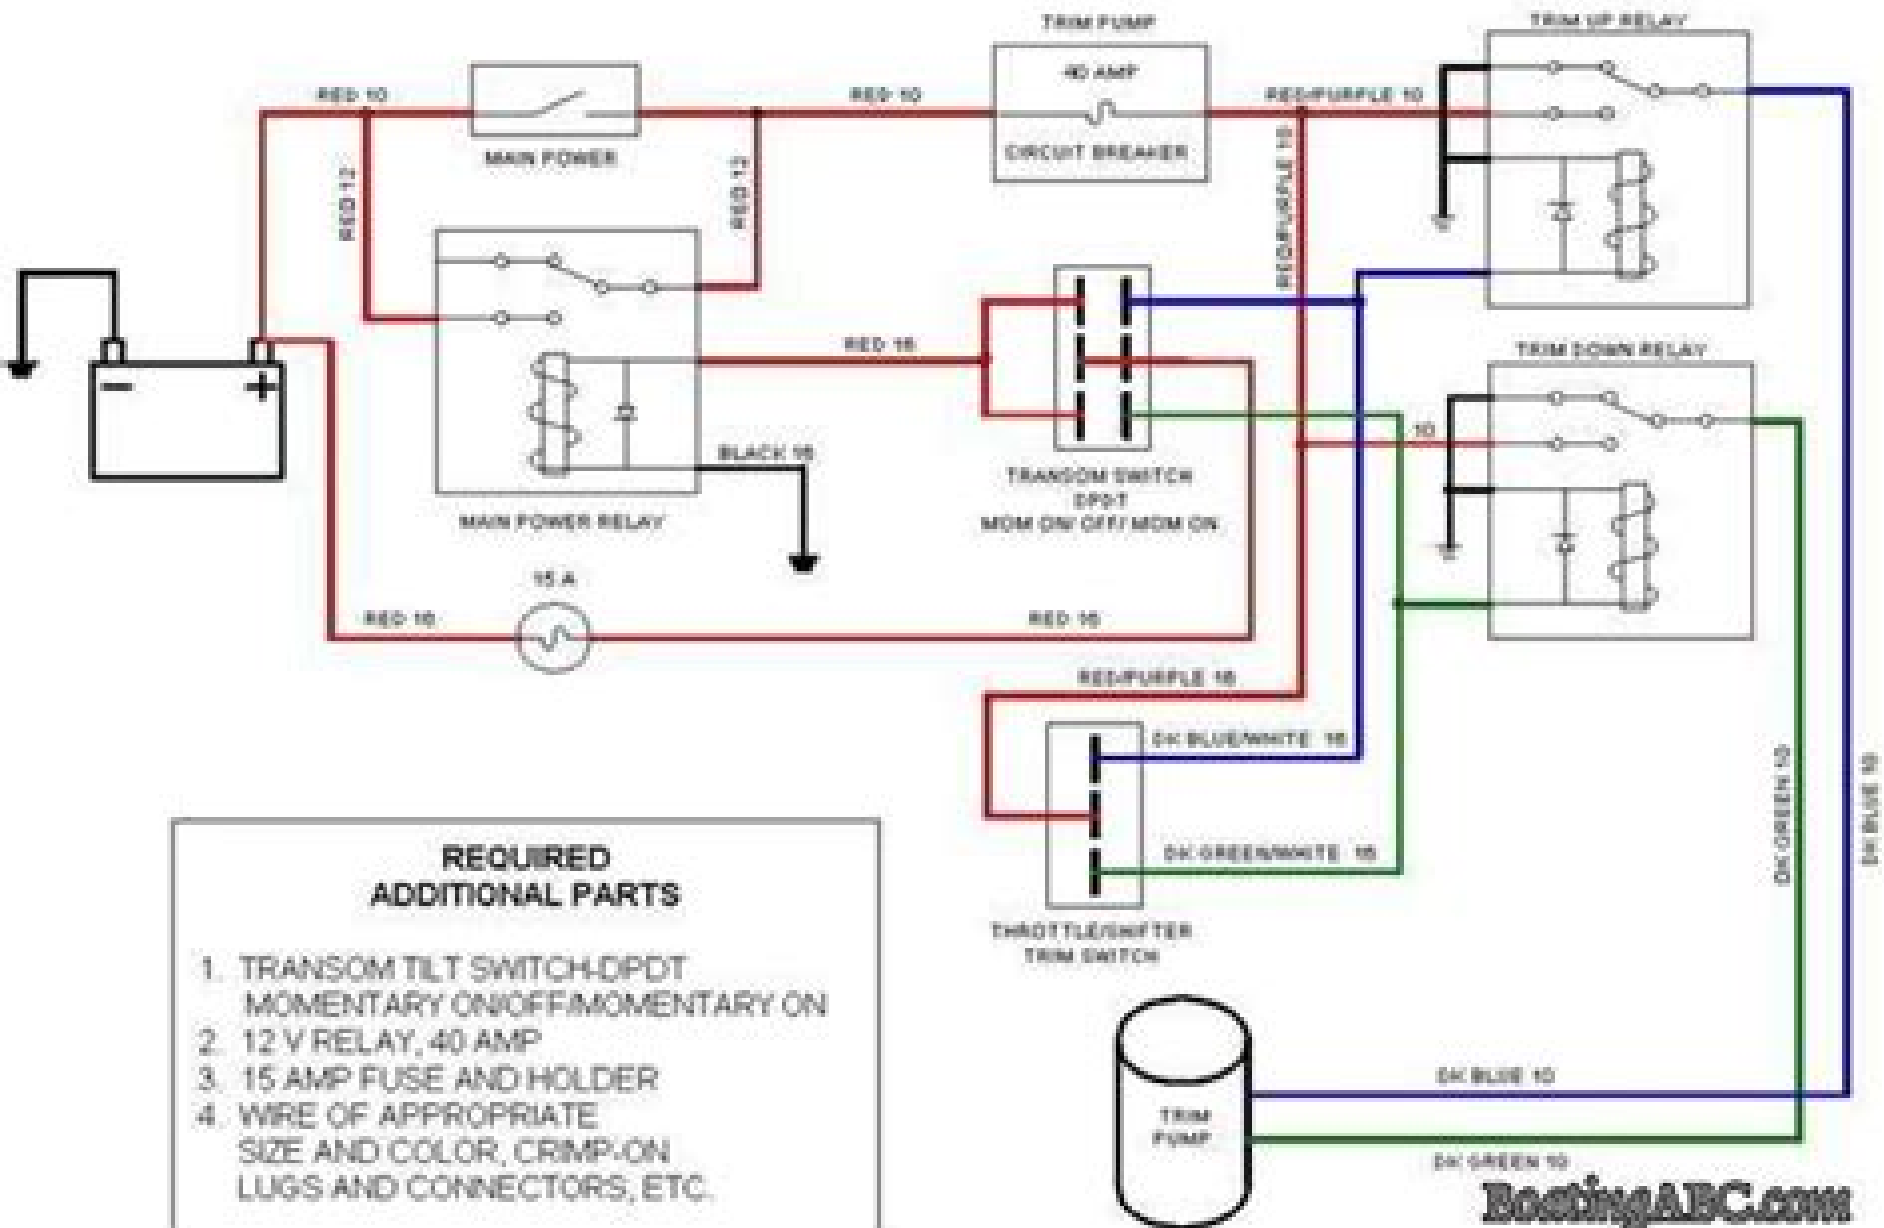 TRIM PUMP
40 AMP
CIRCUIT BREAKER
TRIM UP RELAY
RED 10
MAIN POWER
RED 10
RED/PURPLE 10
RED 12
RED 12
RED/PURPLE 10
RED 16
TRIM DOWN RELAY
10
BLACK 16
TRANSOM SWITCH
DPDT
MOM ON/ OFF/ MOM ON
MAIN POWER RELAY
15 A
RED 16
RED 16
RED/PURPLE 16
DK BLUE/WHITE 16
DK GREEN/WHITE 16
THROTTLE/SHIFTER
TRIM SWITCH
DK GREEN 10
DK BLUE 10
REQUIRED
ADDITIONAL PARTS
1. TRANSOM TILT SWITCH-DPDT
MOMENTARY ON/OFF/MOMENTARY ON
2. 12 V RELAY, 40 AMP
3. 15 AMP FUSE AND HOLDER
4. WIRE OF APPROPRIATE
SIZE AND COLOR, CRIMP-ON
LUGS AND CONNECTORS, ETC.
TRIM
PUMP
DK BLUE 10
DK GREEN 10
BoatingABC.com